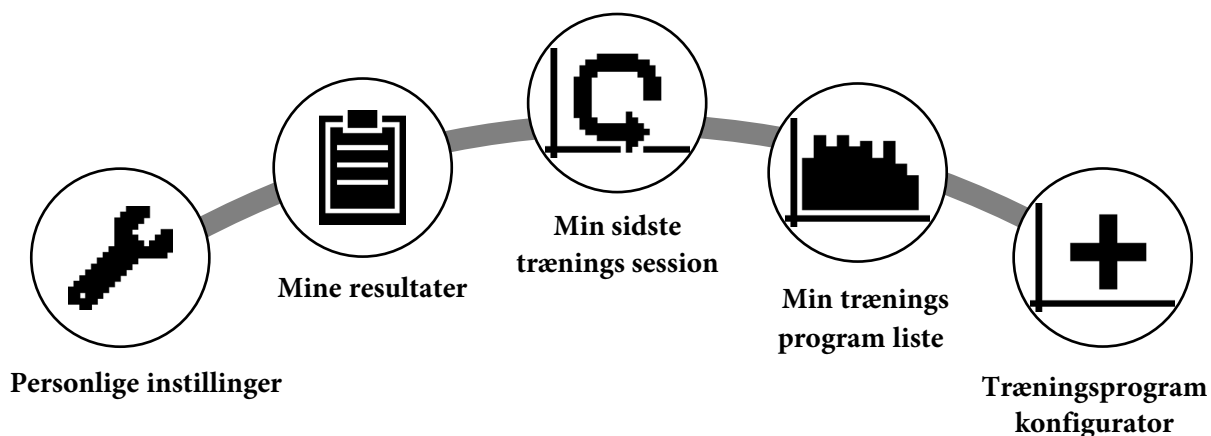 Personlige instillinger
Mine resultater
Min sidste
trænings session
Min trænings
program liste
Træningsprogram
konfigurator